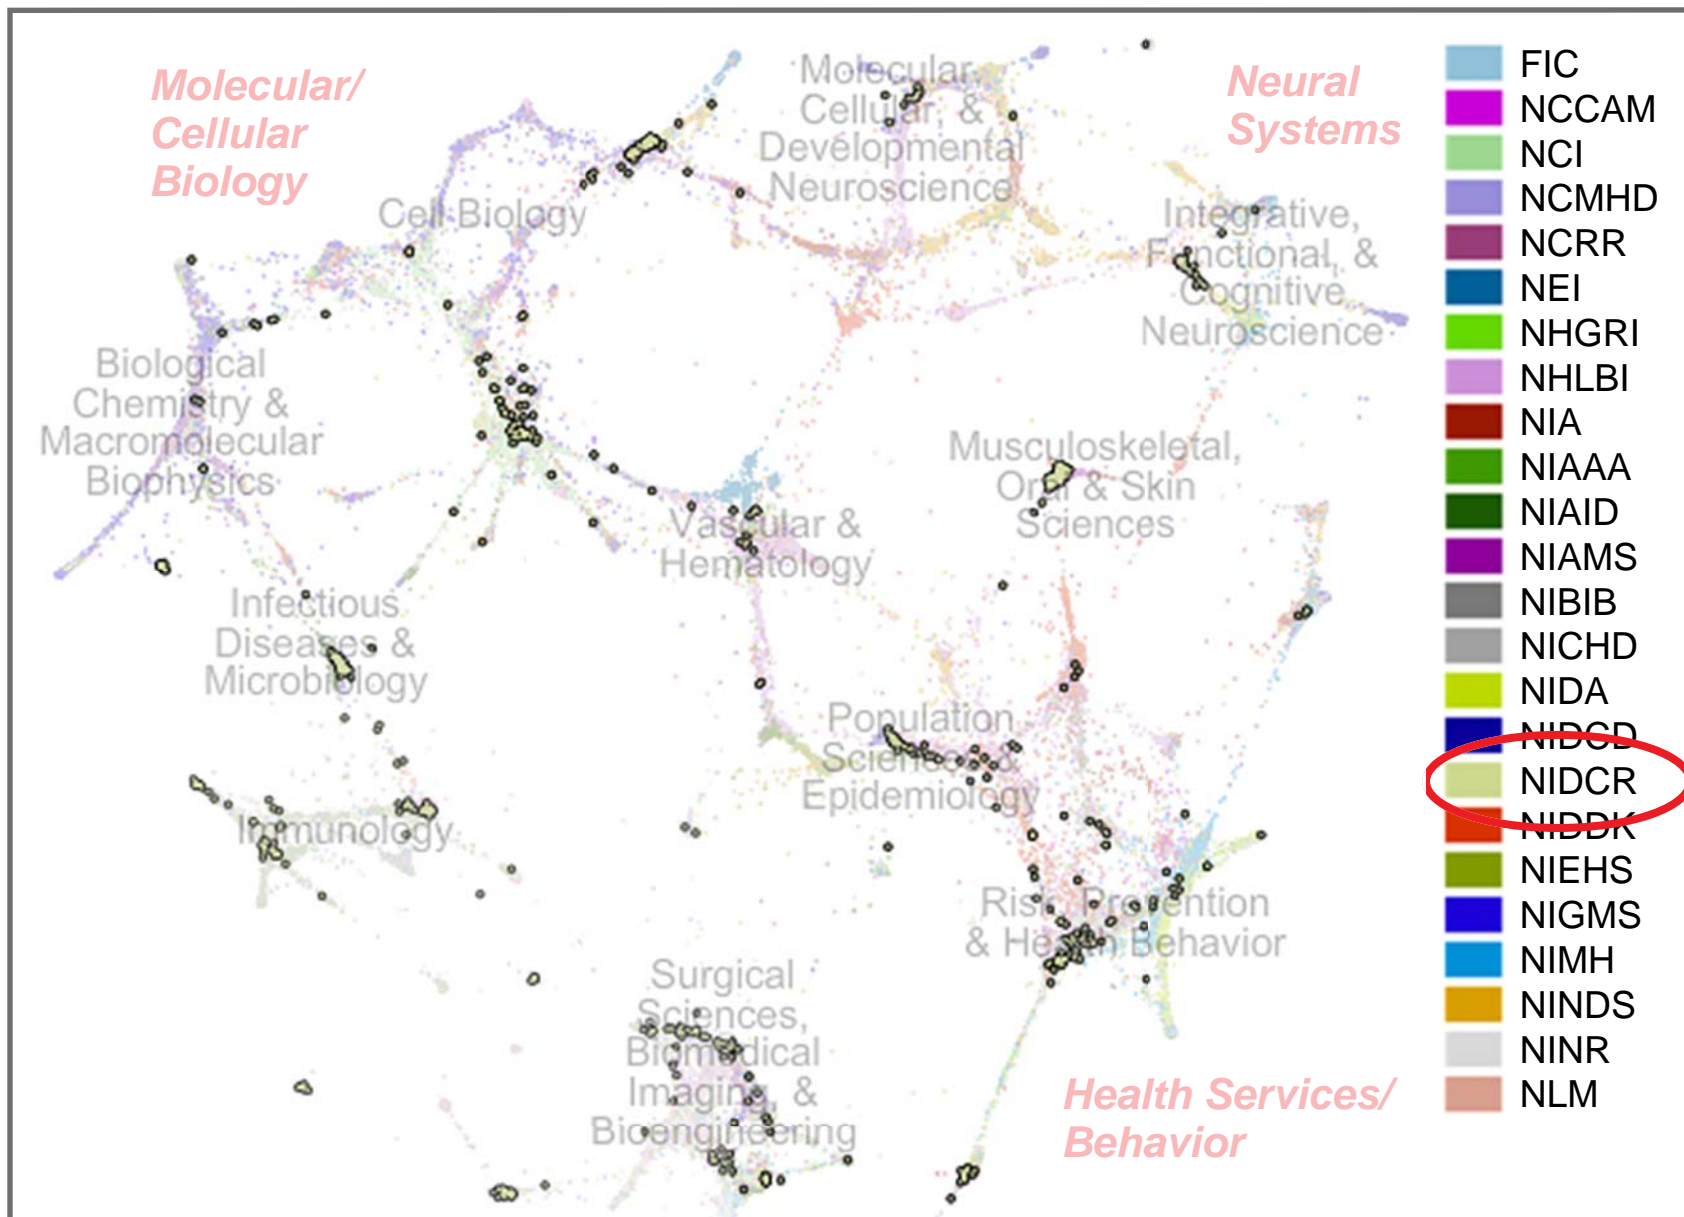 Molecular/
Cellular
Biology
Molecular,
Cellular, &
Developmental
Neuroscience
Neural
Systems
Cell Biology
Integrative,
Functional, &
Cognitive
Neuroscience
Biological
Chemistry &
Macromolecular
Biophysics
Musculoskeletal,
Oral & Skin
Sciences
Vascular &
Hematology
Infectious
Diseases &
Microbiology
Population
Sciences &
Epidemiology
Immunology
Risk, Prevention
& Health Behavior
Surgical
Sciences,
Biomedical
Imaging, &
Bioengineering
Health Services/
Behavior
FIC
NCCAM
NCI
NCMHD
NCRR
NEI
NHGRI
NHLBI
NIA
NIAAA
NIAID
NIAMS
NIBIB
NICHD
NIDA
NIDCD
NIDCR
NIDDK
NIEHS
NIGMS
NIMH
NINDS
NINR
NLM